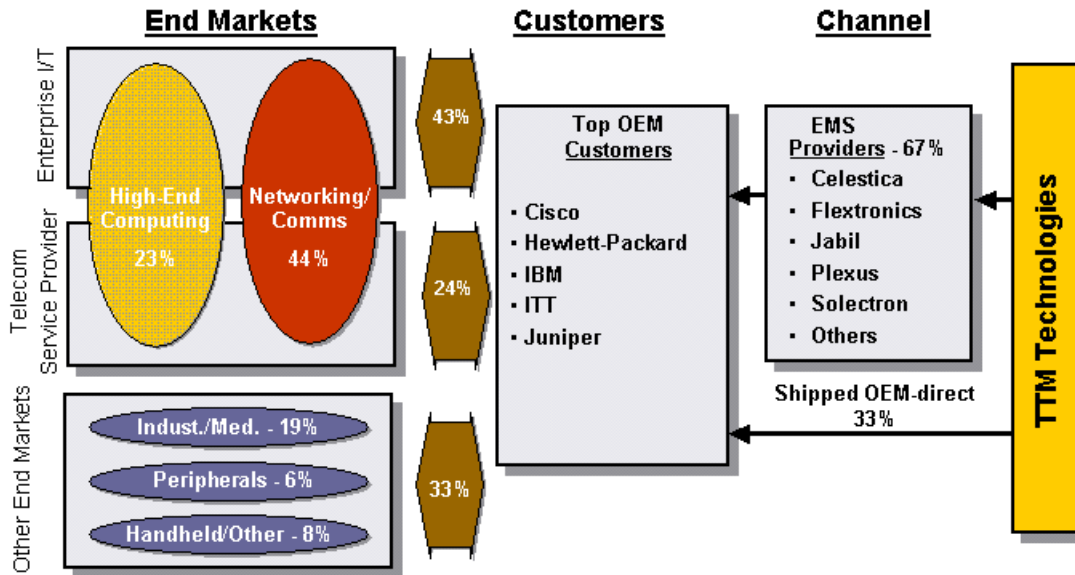 End Markets
Customers
Channel
Enterprise I/T
High-End
Computing
23%
Networking/
Comms
44%
43%
Telecom
Service Provider
24%
Other End Markets
Indust./Med. - 19%
Peripherals - 6%
Handheld/Other - 8%
33%
Top OEM
Customers
▪ Cisco
▪ Hewlett-Packard
▪ IBM
▪ ITT
▪ Juniper
EMS
Providers - 67%
▪ Celestica
▪ Flextronics
▪ Jabil
▪ Plexus
▪ Solectron
▪ Others
Shipped OEM-direct
33%
TTM Technologies